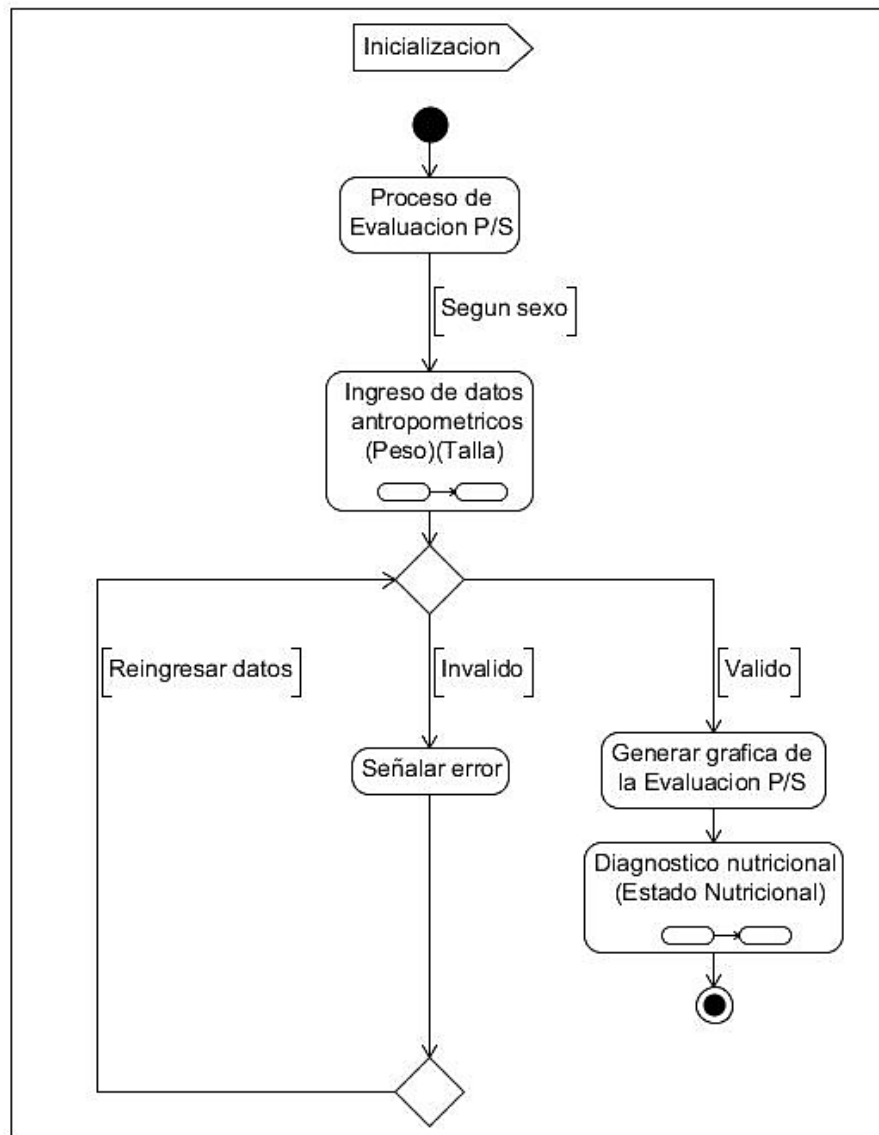 Inicializacion
Proceso de
Evaluacion P/S
[Segun sexo]
Ingreso de datos
antropometricos
(Peso)(Talla)
[Reingresar datos]
[Invalido]
[Valido]
Señalar error
Generar grafica de
la Evaluacion P/S
Diagnostico nutricional
(Estado Nutricional)